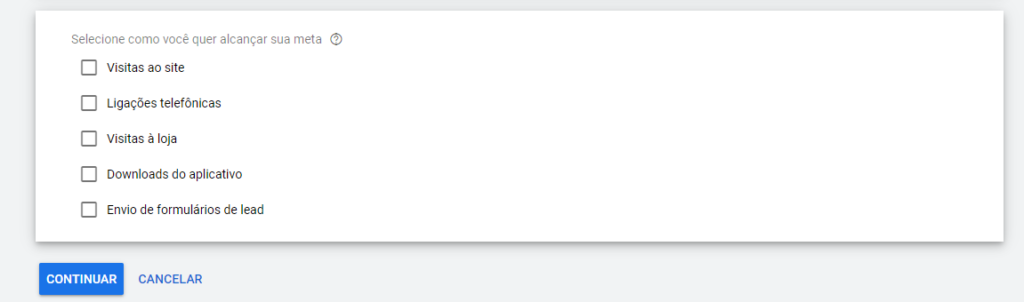 Selecione como você quer alcançar sua meta
Visitas ao site
Ligações telefônicas
Visitas à loja
Downloads do aplicativo
Envio de formulários de lead
CONTINUAR CANCELAR